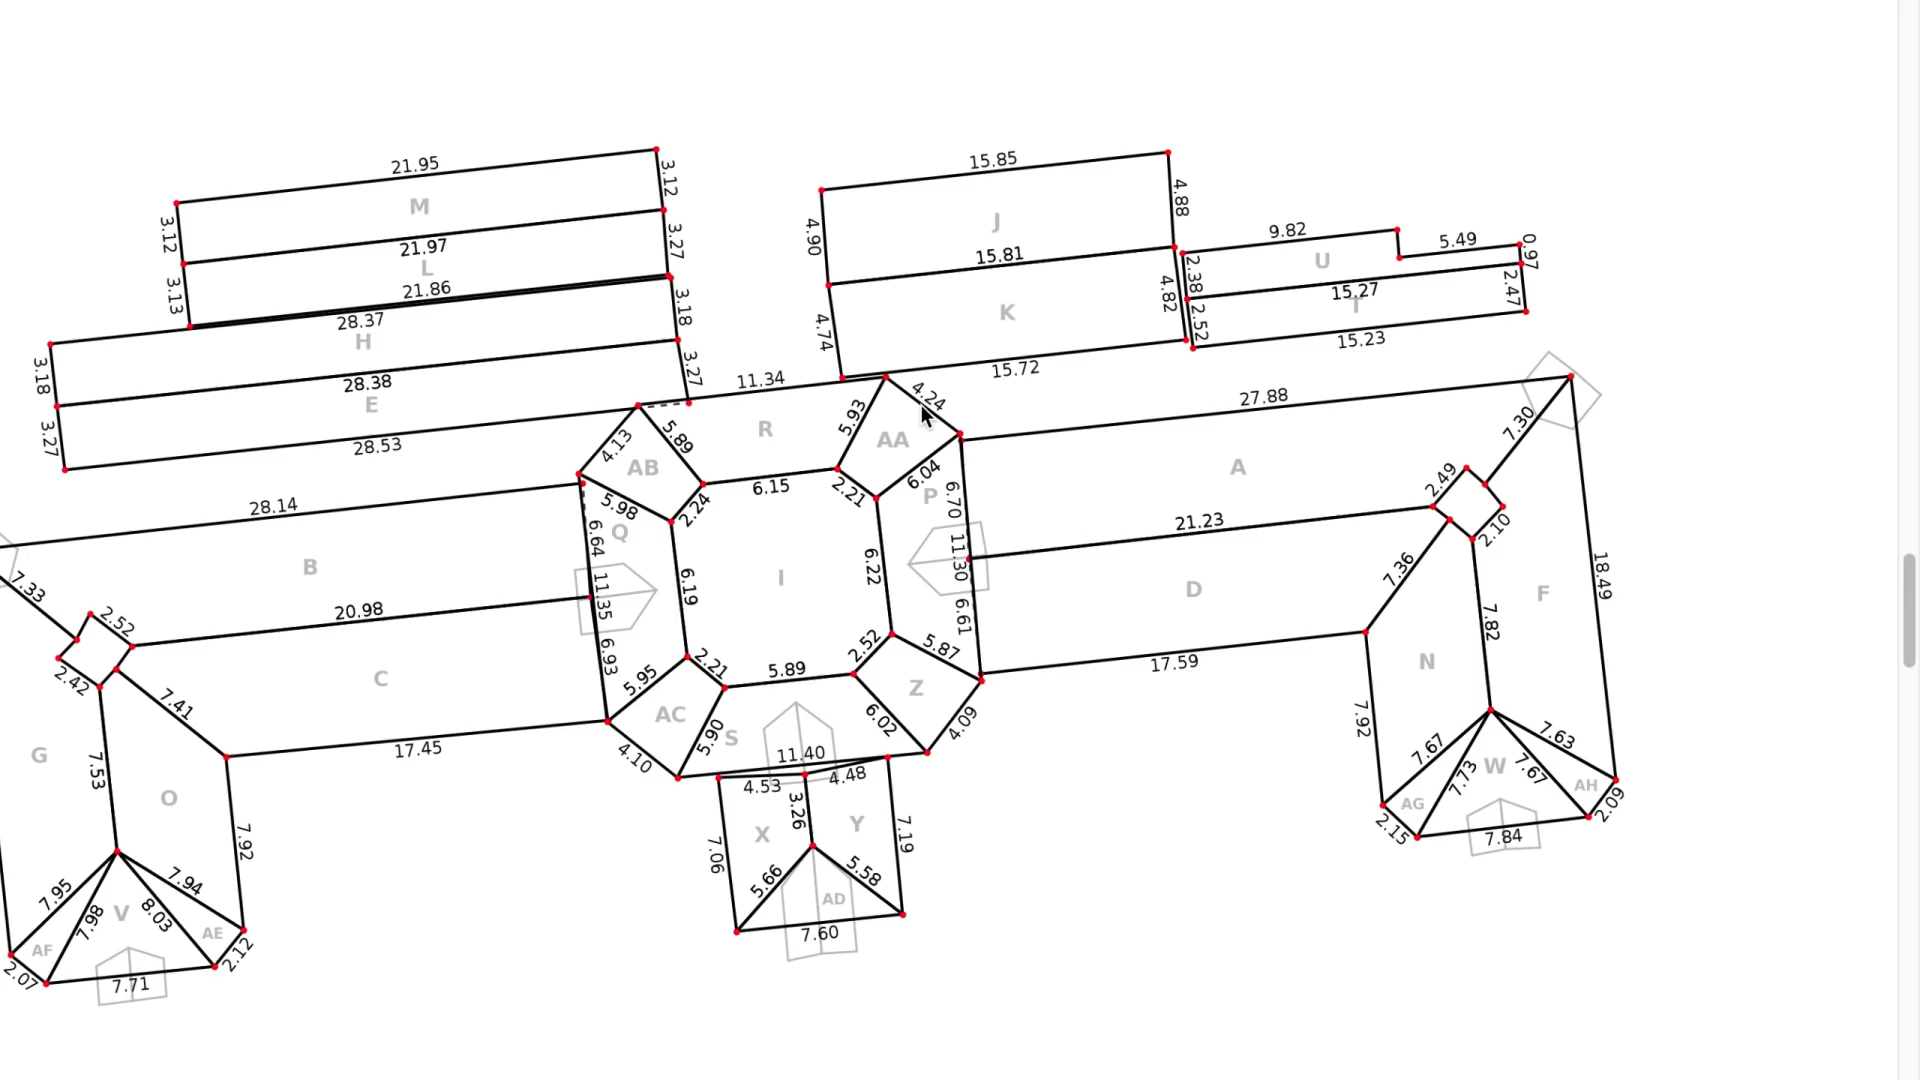 21.95
3.12
M
3.12
21.97
3.27
L
3.13
21.86
28.37
3.18
H
3.18
28.38
3.27
E
3.27
28.53
15.85
4.88
J
4.90
15.81
4.82
K
4.74
15.72
9.82
5.49
0.97
U
2.38
15.27
2.47
T
2.52
15.23
11.34
4.24
R
5.93
AA
4.13
5.89
AB
6.15
2.21
6.04
P
5.98
2.24
Q
6.64
11.35
6.93
6.19
I
6.22
6.70
11.30
6.61
27.88
7.30
A
2.49
21.23
2.10
7.36
D
18.49
F
7.82
N
17.59
7.92
28.14
B
7.33
2.52
20.98
2.42
C
7.41
17.45
G
7.53
O
7.92
5.95
2.21
5.89
2.52
5.87
Z
AC
5.90
S
6.02
4.09
4.10
11.40
4.53
4.48
3.26
X
Y
7.06
7.19
5.66
5.58
AD
7.60
7.67
7.73
W
7.67
7.63
AG
AH
2.15
7.84
2.09
7.95
7.98
V
8.03
7.94
AF
AE
2.07
7.71
2.12